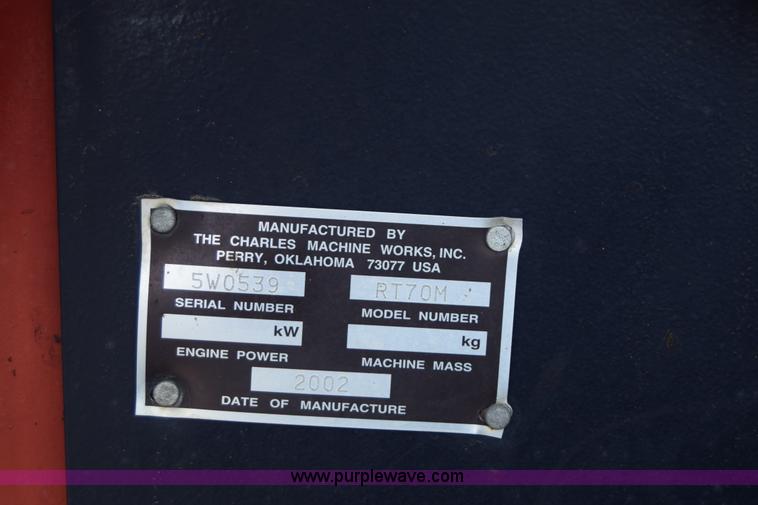 MANUFACTURED BY
THE CHARLES MACHINE WORKS, INC.
PERRY, OKLAHOMA 73077 USA
5W0539 RT70M
SERIAL NUMBER MODEL NUMBER
kW kg
ENGINE POWER MACHINE MASS
2002
DATE OF MANUFACTURE
www.purplewave.com